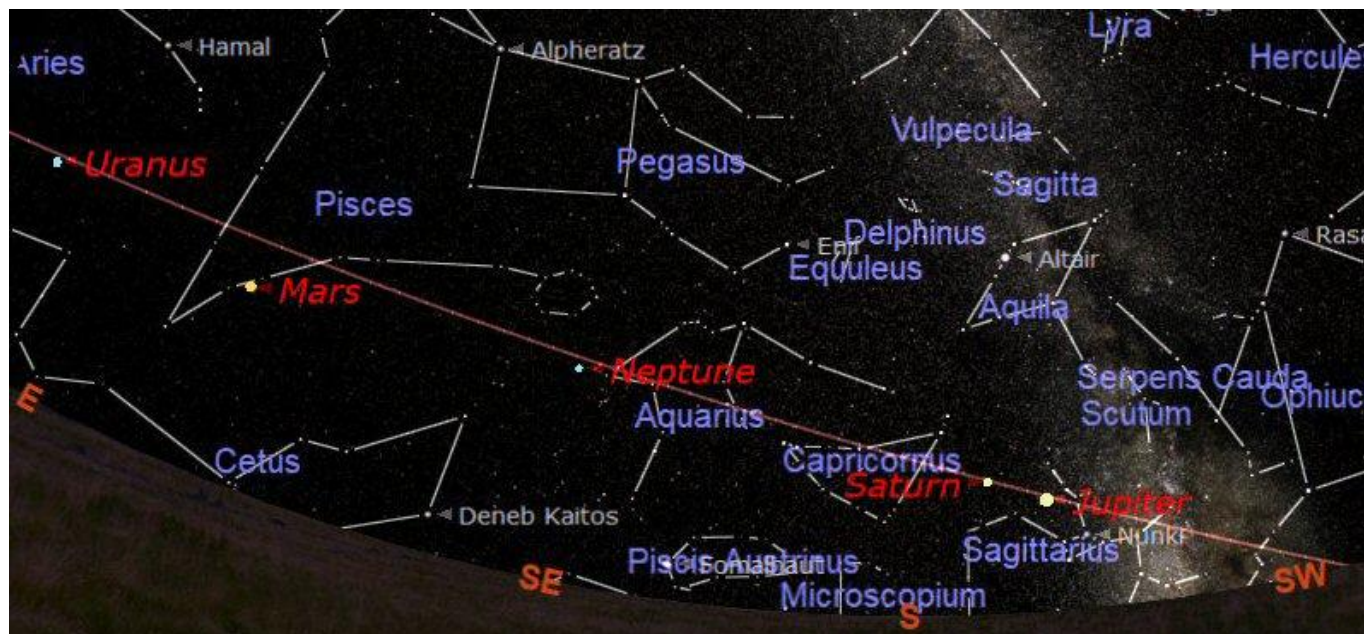 Lyra
Hamal
Alpheratz
Aries
Hercule
Vulpecula
Uranus
Pegasus
Sagitta
Pisces
Delphinus
Rasa
Enif
Altair
Equuleus
Mars
Aquila
Neptune
Serpens Cauda
Ophiuc
E
Aquarius
Scutum
Cetus
Capricornus
Saturn
Jupiter
Deneb Kaitos
Nunki
Sagittarius
Piscis Austrinus
Fomalhaut
SE
SW
Microscopium
S